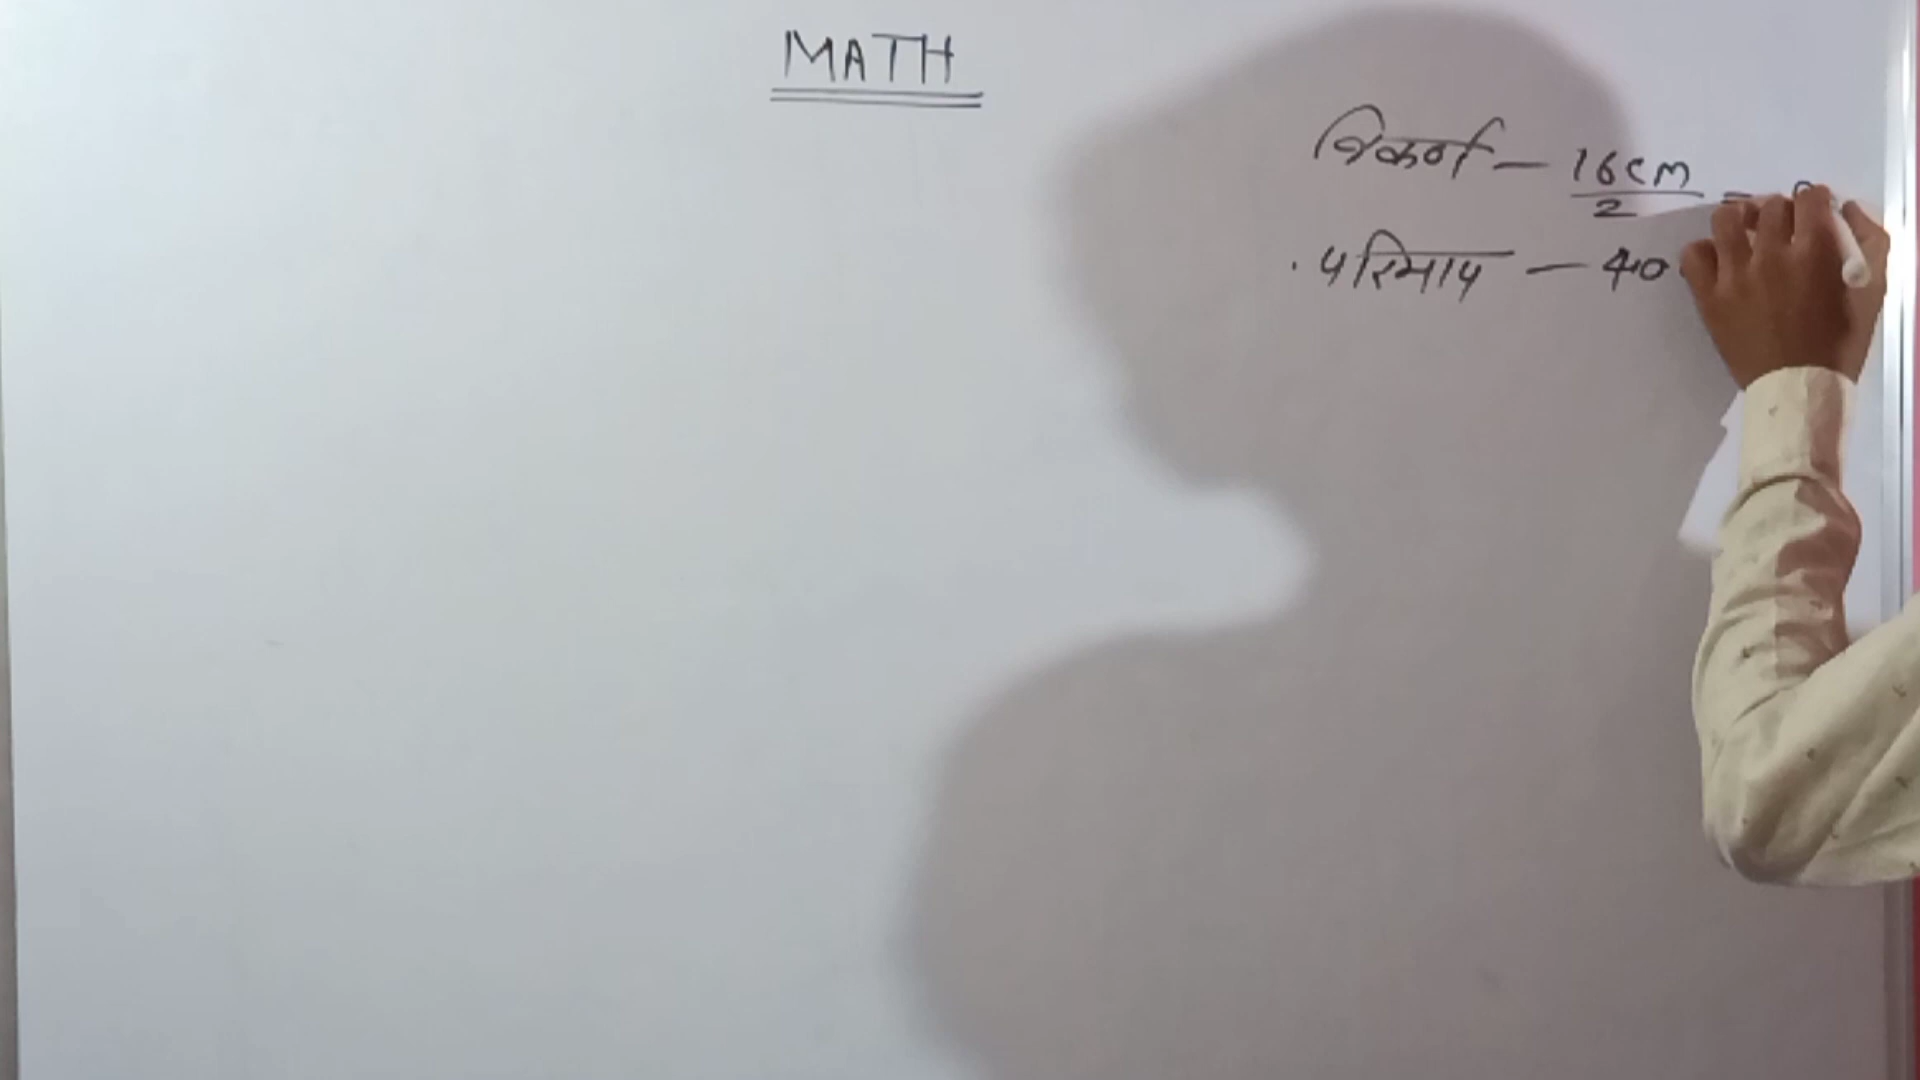 MATH
विकर्ण – 16cm/2 =
. परिमाप – 40